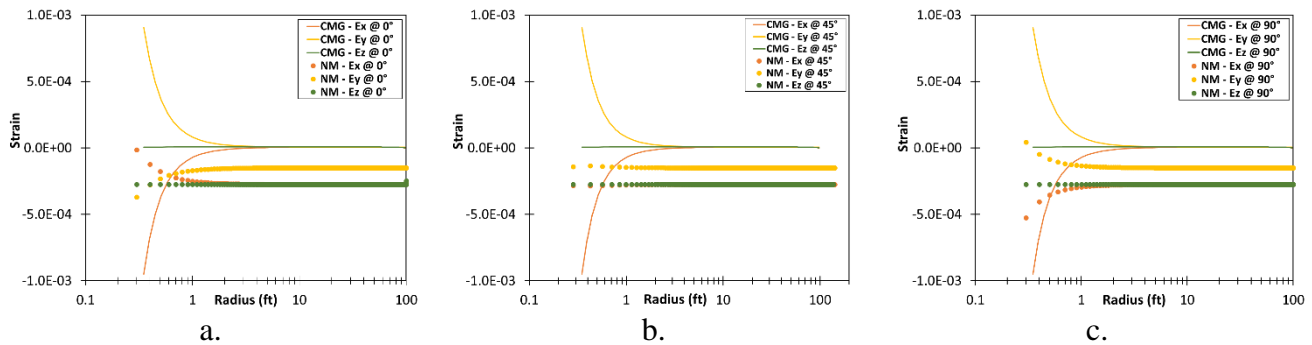 1.0E-03
5.0E-04
0.0E+00
-5.0E-04
-1.0E-03
Strain
CMG - Ex @ 0°
CMG - Ey @ 0°
CMG - Ez @ 0°
NM - Ex @ 0°
NM - Ey @ 0°
NM - Ez @ 0°
0.1 1 10 100
Radius (ft)
a.
1.0E-03
5.0E-04
0.0E+00
-5.0E-04
-1.0E-03
Strain
CMG - Ex @ 45°
CMG - Ey @ 45°
CMG - Ez @ 45°
NM - Ex @ 45°
NM - Ey @ 45°
NM - Ez @ 45°
0.1 1 10 100
Radius (ft)
b.
1.0E-03
5.0E-04
0.0E+00
-5.0E-04
-1.0E-03
Strain
CMG - Ex @ 90°
CMG - Ey @ 90°
CMG - Ez @ 90°
NM - Ex @ 90°
NM - Ey @ 90°
NM - Ez @ 90°
0.1 1 10 100
Radius (ft)
c.